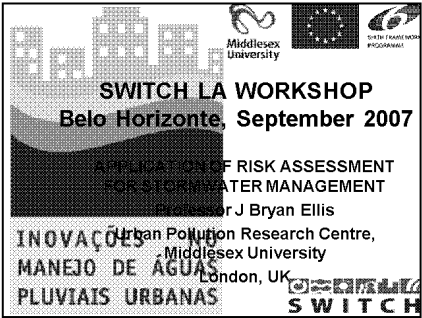 Middlesex
University
SIXTH FRAMEWORK
PROGRAMME
SWITCH LA WORKSHOP
Belo Horizonte, September 2007
APPLICATION OF RISK ASSESSMENT
FOR STORMWATER MANAGEMENT
Professor J Bryan Ellis
Urban Pollution Research Centre,
Middlesex University
London, UK
INOVAÇÕES NO
MANEJO DE ÁGUAS
PLUVIAIS URBANAS
SWITCH